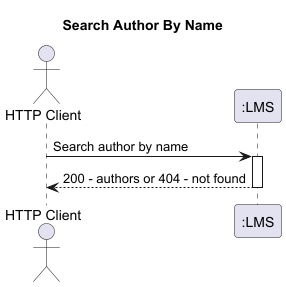 Search Author By Name
HTTP Client
:LMS
Search author by name
200 - authors or 404 - not found
HTTP Client
:LMS